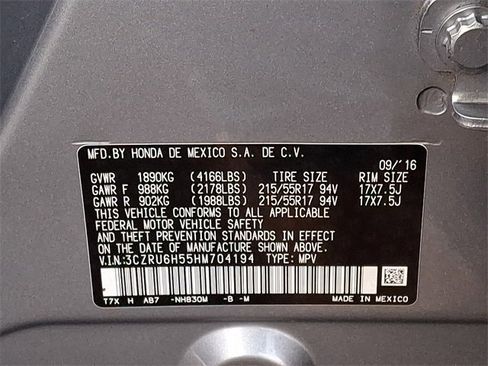 MFD.BY HONDA DE MEXICO S.A. DE C.V.
09/'16
GVWR 1890KG (4166LBS) TIRE SIZE RIM SIZE
GAWR F 988KG (2178LBS) 215/55R17 94V 17X7.5J
GAWR R 902KG (1988LBS) 215/55R17 94V 17X7.5J
THIS VEHICLE CONFORMS TO ALL APPLICABLE
FEDERAL MOTOR VEHICLE SAFETY
AND THEFT PREVENTION STANDARDS IN EFFECT
ON THE DATE OF MANUFACTURE SHOWN ABOVE.
V.I.N:3CZRU6H55HM704194 TYPE: MPV
T7X H AB7 -NH830M -B -M MADE IN MEXICO